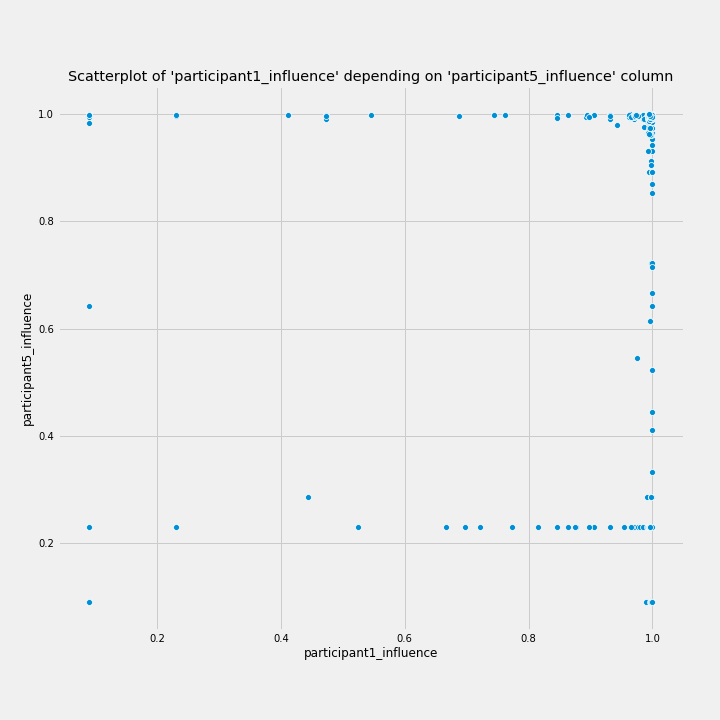 Scatterplot of 'participant1_influence' depending on 'participant5_influence' column
participant5_influence
1.0
0.8
0.6
0.4
0.2
0.2 0.4 0.6 0.8 1.0
participant1_influence